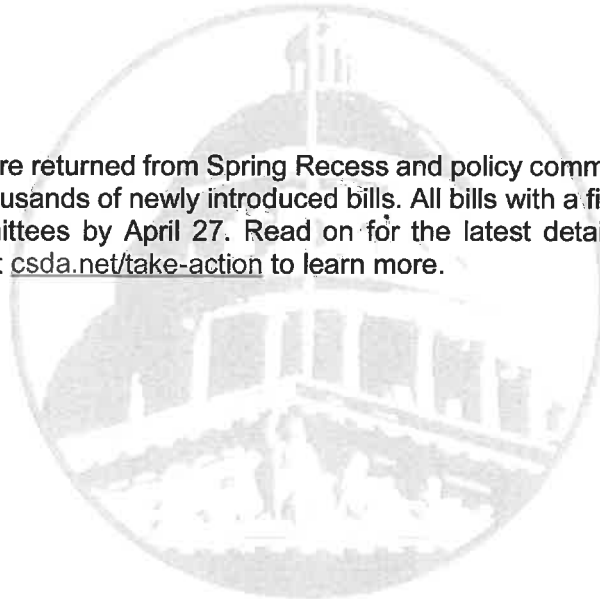 re returned from Spring Recess and policy comm
usands of newly introduced bills. All bills with a fi
ittees by April 27. Read on for the latest detai
csda.net/take-action to learn more.